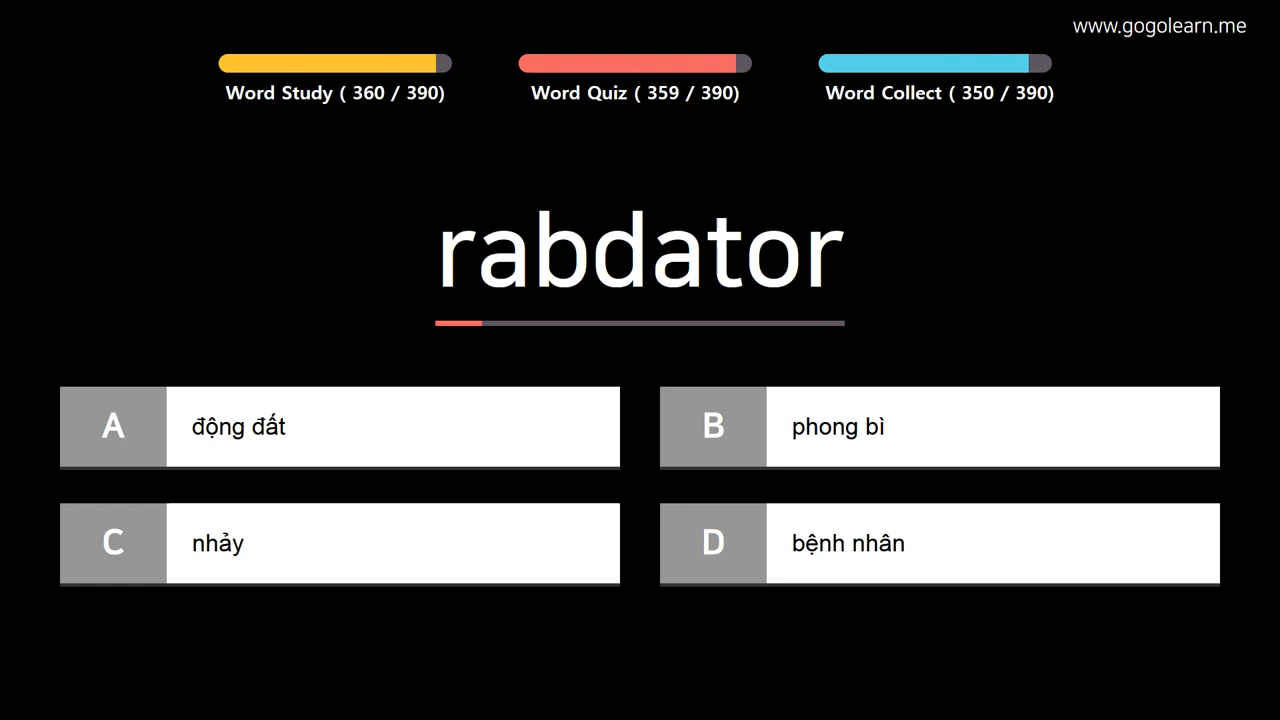 www.gogolearn.me
Word Study ( 360 / 390)
Word Quiz ( 359 / 390)
Word Collect ( 350 / 390)
rabdator
A
động đất
B
phong bì
C
nhảy
D
bệnh nhân